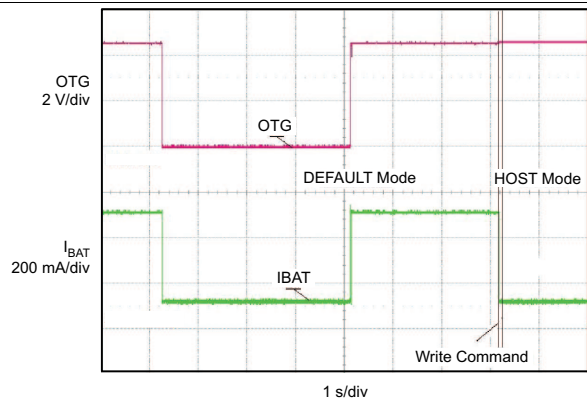 OTG
2 V/div
OTG
DEFAULT Mode
HOST Mode
IBAT
200 mA/div
IBAT
Write Command
1 s/div